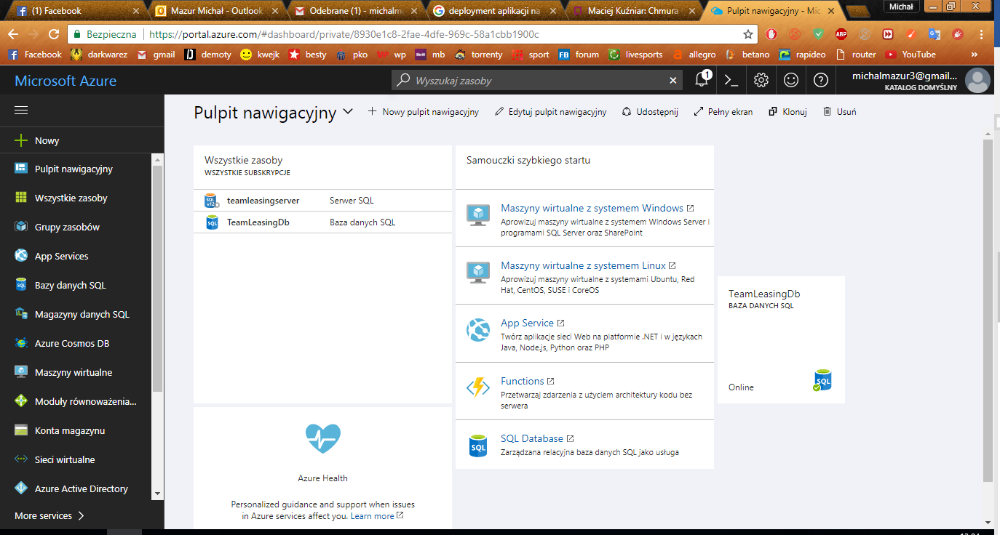 (1) Facebook
Mazur Michał - Outlook
Odebrane (1) - michalm
deployment aplikacji na
Maciej Kuźniar: Chmura
Pulpit nawigacyjny - Mi
Michał
Bezpieczna
https://portal.azure.com/#dashboard/private/8930e1c8-2fae-4dfe-969c-58a1cbb1900c
Facebook
darkwarez
gmail
demoty
kwejk
besty
pko
wp
mb
torrenty
sport
forum
livesports
allegro
betano
rapideo
router
YouTube
»
Microsoft Azure
Wyszukaj zasoby
1
michalmazur3@gmail...
KATALOG DOMYŚLNY
Pulpit nawigacyjny
Nowy pulpit nawigacyjny
Edytuj pulpit nawigacyjny
Udostępnij
Pełny ekran
Klonuj
Usuń
Nowy
Pulpit nawigacyjny
Wszystkie zasoby
Grupy zasobów
App Services
Bazy danych SQL
Magazyny danych SQL
Azure Cosmos DB
Maszyny wirtualne
Moduły równoważenia...
Konta magazynu
Sieci wirtualne
Azure Active Directory
More services
Wszystkie zasoby
WSZYSTKIE SUBSKRYPCJE
teamleasingserver
Serwer SQL
TeamLeasingDb
Baza danych SQL
Azure Health
Personalized guidance and support when issues
in Azure services affect you. Learn more
Samouczki szybkiego startu
Maszyny wirtualne z systemem Windows
Aprowizuj maszyny wirtualne z systemem Windows Server i
programami SQL Server oraz SharePoint
Maszyny wirtualne z systemem Linux
Aprowizuj maszyny wirtualne z systemami Ubuntu, Red
Hat, CentOS, SUSE i CoreOS
App Service
Twórz aplikacje sieci Web na platformie .NET i w językach
Java, Node.js, Python oraz PHP
Functions
Przetwarzaj zdarzenia z użyciem architektury kodu bez
serwera
SQL Database
Zarządzana relacyjna baza danych SQL jako usługa
TeamLeasingDb
BAZA DANYCH SQL
Online
SQL